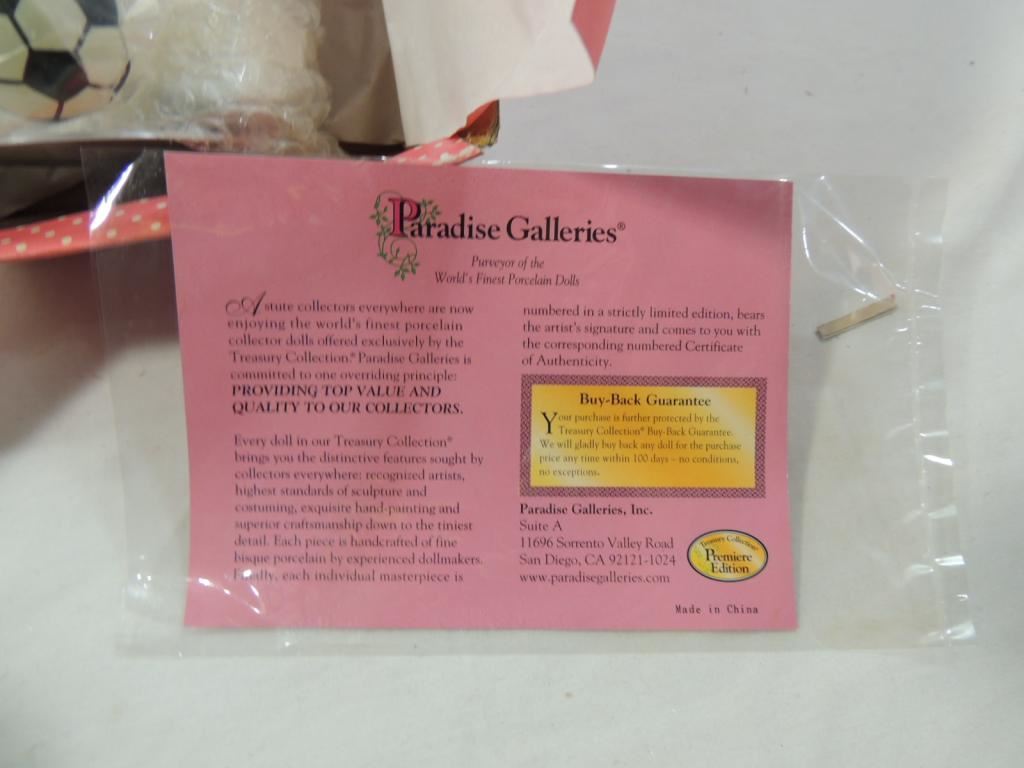 Paradise Galleries®
Purveyor of the
World's Finest Porcelain Dolls
Astute collectors everywhere are now
enjoying the world's finest porcelain
collector dolls offered exclusively by the
Treasury Collection.® Paradise Galleries is
committed to one overriding principle:
PROVIDING TOP VALUE AND
QUALITY TO OUR COLLECTORS.
Every doll in our Treasury Collection®
brings you the distinctive features sought by
collectors everywhere: recognized artists,
highest standards of sculpture and
costuming, exquisite hand-painting and
superior craftsmanship down to the tiniest
detail. Each piece is handcrafted of fine
bisque porcelain by experienced dollmakers.
Finally, each individual masterpiece is
numbered in a strictly limited edition, bears
the artist's signature and comes to you with
the corresponding numbered Certificate
of Authenticity.
Buy-Back Guarantee
Your purchase is further protected by the
Treasury Collection® Buy-Back Guarantee.
We will gladly buy back any doll for the purchase
price any time within 100 days – no conditions,
no exceptions.
Paradise Galleries, Inc.
Suite A
11696 Sorrento Valley Road
San Diego, CA 92121-1024
www.paradisegalleries.com
Treasury Collection®
Premiere
Edition
Made in China